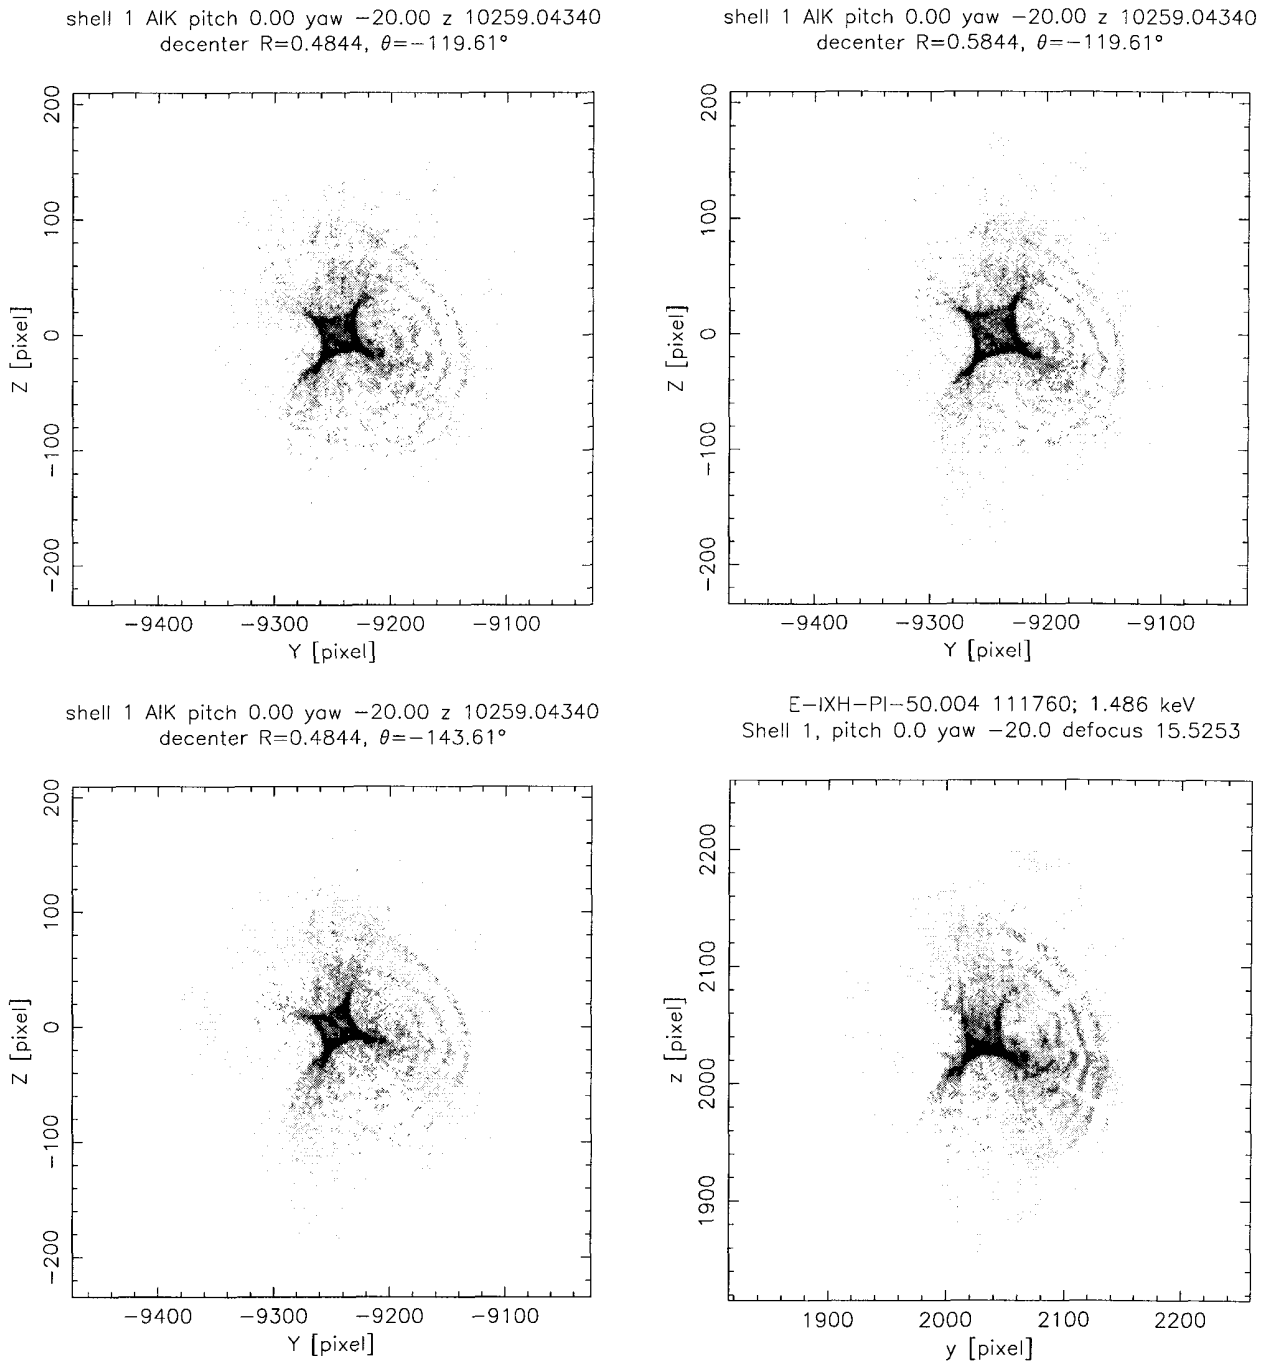 shell 1 AlK pitch 0.00 yaw −20.00 z 10259.04340
decenter R=0.4844, θ=−119.61°
200
100
0
−100
−200
Z [pixel]
−9400 −9300 −9200 −9100
Y [pixel]
shell 1 AlK pitch 0.00 yaw −20.00 z 10259.04340
decenter R=0.5844, θ=−119.61°
200
100
0
−100
−200
Z [pixel]
−9400 −9300 −9200 −9100
Y [pixel]
shell 1 AlK pitch 0.00 yaw −20.00 z 10259.04340
decenter R=0.4844, θ=−143.61°
200
100
0
−100
−200
Z [pixel]
−9400 −9300 −9200 −9100
Y [pixel]
E−IXH−PI−50.004 111760; 1.486 keV
Shell 1, pitch 0.0 yaw −20.0 defocus 15.5253
2200
2100
2000
1900
z [pixel]
1900 2000 2100 2200
y [pixel]